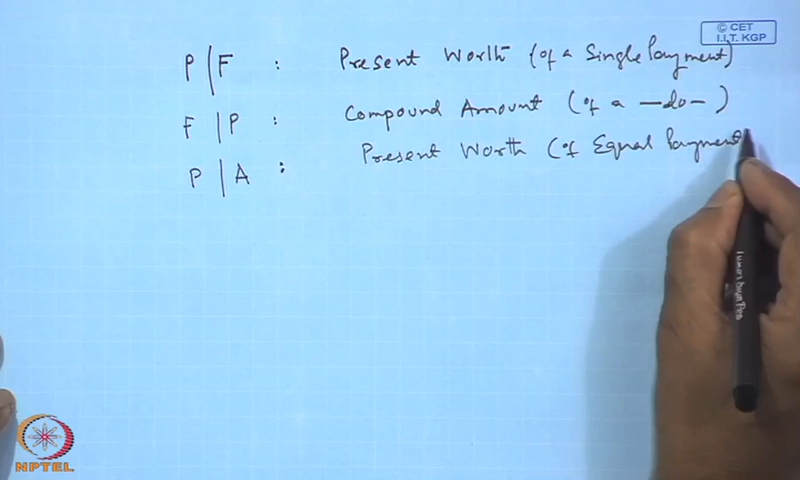 © CET
I.I.T. KGP
P | F : Present Worth (of a Single Payment)
F | P : Compound Amount (of a —do— )
P | A : Present Worth (of Equal Payment
NPTEL